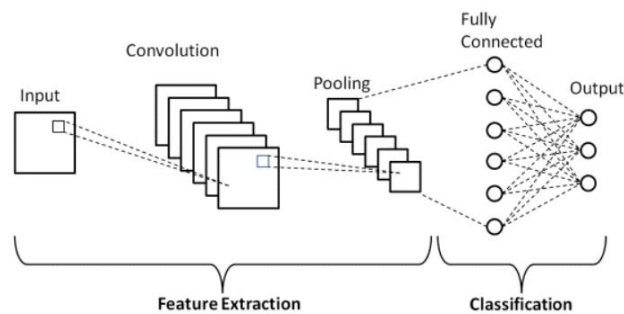 Input
Convolution
Pooling
Fully
Connected
Output
Feature Extraction
Classification